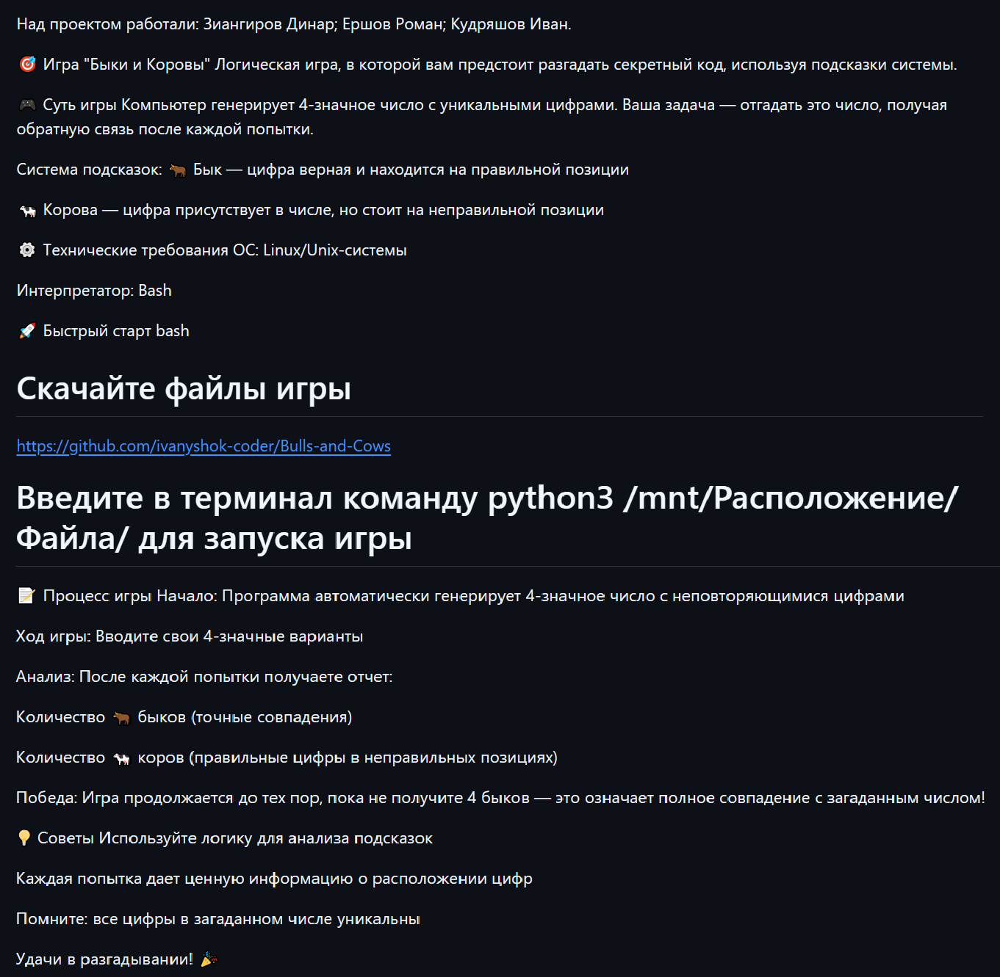 Над проектом работали: Зиангиров Динар; Ершов Роман; Кудряшов Иван.
🎯 Игра "Быки и Коровы" Логическая игра, в которой вам предстоит разгадать секретный код, используя подсказки системы.
🎮 Суть игры Компьютер генерирует 4-значное число с уникальными цифрами. Ваша задача — отгадать это число, получая
обратную связь после каждой попытки.
Система подсказок: 🐂 Бык — цифра верная и находится на правильной позиции
🐄 Корова — цифра присутствует в числе, но стоит на неправильной позиции
⚙️ Технические требования ОС: Linux/Unix-системы
Интерпретатор: Bash
🚀 Быстрый старт bash
Скачайте файлы игры
https://github.com/ivanyshok-coder/Bulls-and-Cows
Введите в терминал команду python3 /mnt/Расположение/
Файла/ для запуска игры
📝 Процесс игры Начало: Программа автоматически генерирует 4-значное число с неповторяющимися цифрами
Ход игры: Вводите свои 4-значные варианты
Анализ: После каждой попытки получаете отчет:
Количество 🐂 быков (точные совпадения)
Количество 🐄 коров (правильные цифры в неправильных позициях)
Победа: Игра продолжается до тех пор, пока не получите 4 быков — это означает полное совпадение с загаданным числом!
💡 Советы Используйте логику для анализа подсказок
Каждая попытка дает ценную информацию о расположении цифр
Помните: все цифры в загаданном числе уникальны
Удачи в разгадывании! 🎉